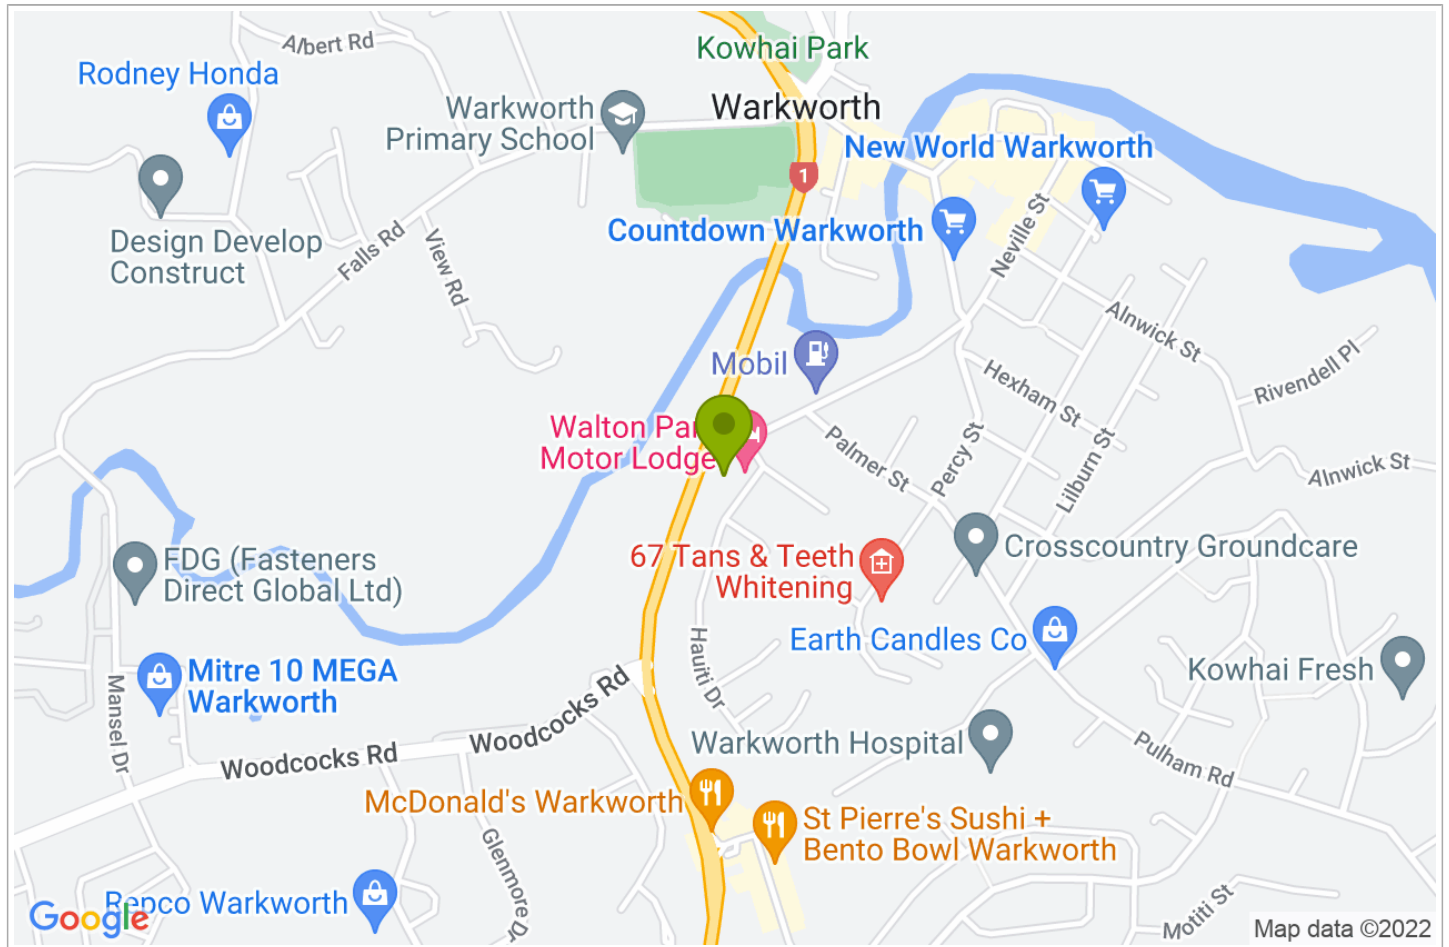 Albert Rd
Kowhai Park
Rodney Honda
Warkworth
Primary School
Warkworth
New World Warkworth
1
Countdown Warkworth
Neville St
Design Develop
Construct
Falls Rd
View Rd
Alnwick St
Mobil
Hexham St
Rivendell Pl
Walton Par
Motor Lodge
Palmer St
Percy St
Lilburn St
Alnwick St
FDG (Fasteners
Direct Global Ltd)
67 Tans & Teeth
Whitening
Crosscountry Groundcare
Earth Candles Co
Kowhai Fresh
Hauiti Dr
Mitre 10 MEGA
Warkworth
Mansel Dr
Woodcocks Rd
Woodcocks Rd
Warkworth Hospital
Pulham Rd
McDonald's Warkworth
St Pierre's Sushi +
Bento Bowl Warkworth
Glenmore Dr
Repco Warkworth
Google
Motiti St
Map data ©2022